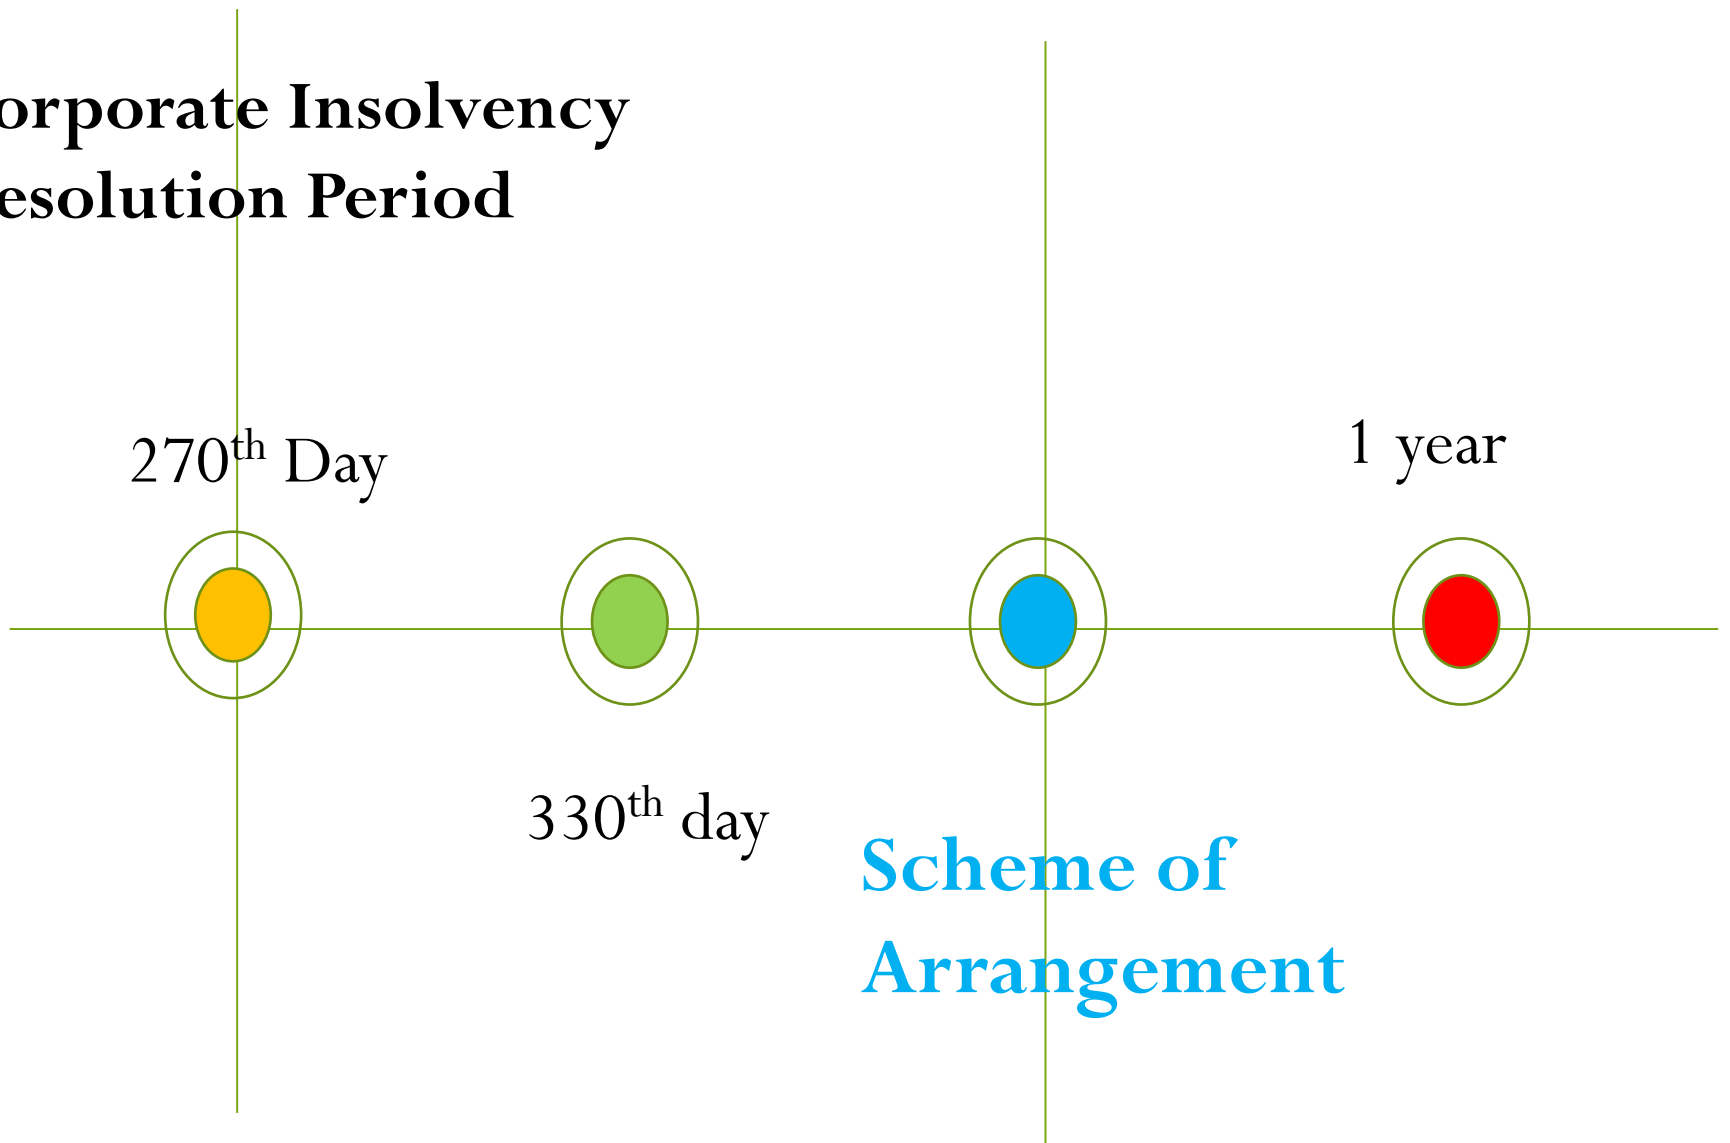 orporate Insolvency
esolution Period
270th Day
1 year
330th day
Scheme of
Arrangement